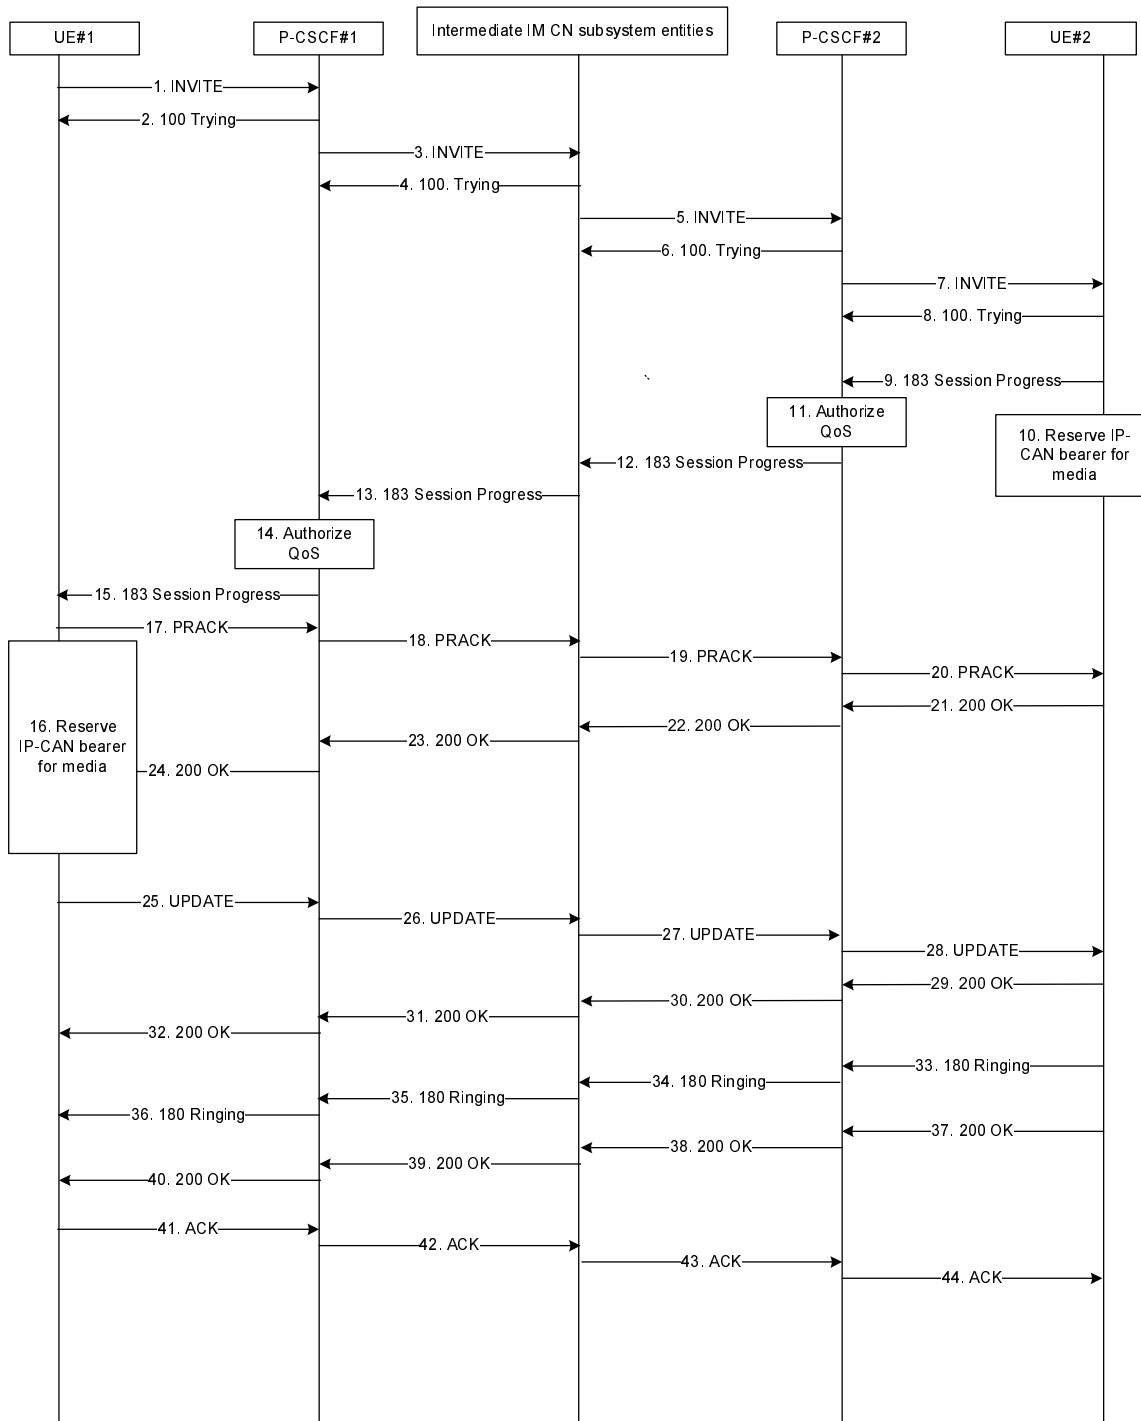 UE#1
P-CSCF#1
Intermediate IM CN subsystem entities
P-CSCF#2
UE#2
1. INVITE
2. 100 Trying
3. INVITE
4. 100. Trying
5. INVITE
6. 100. Trying
7. INVITE
8. 100. Trying
9. 183 Session Progress
11. Authorize
QoS
10. Reserve IP-
CAN bearer for
media
12. 183 Session Progress
13. 183 Session Progress
14. Authorize
QoS
15. 183 Session Progress
17. PRACK
18. PRACK
19. PRACK
20. PRACK
21. 200 OK
22. 200 OK
23. 200 OK
16. Reserve
IP-CAN bearer
for media
24. 200 OK
25. UPDATE
26. UPDATE
27. UPDATE
28. UPDATE
29. 200 OK
30. 200 OK
31. 200 OK
32. 200 OK
33. 180 Ringing
34. 180 Ringing
35. 180 Ringing
36. 180 Ringing
37. 200 OK
38. 200 OK
39. 200 OK
40. 200 OK
41. ACK
42. ACK
43. ACK
44. ACK